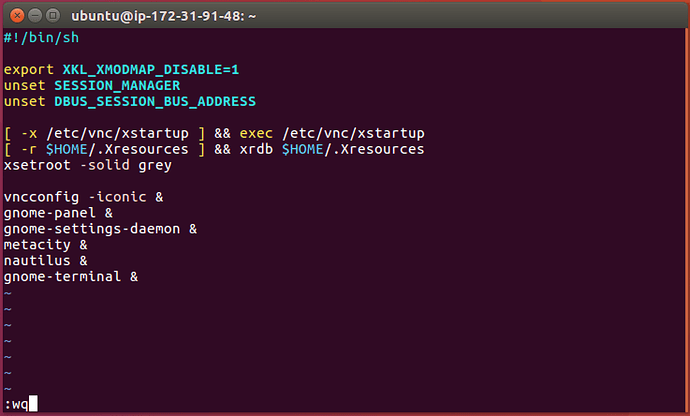 ubuntu@ip-172-31-91-48: ~
#!/bin/sh
export XKL_XMODMAP_DISABLE=1
unset SESSION_MANAGER
unset DBUS_SESSION_BUS_ADDRESS
[ -x /etc/vnc/xstartup ] && exec /etc/vnc/xstartup
[ -r $HOME/.Xresources ] && xrdb $HOME/.Xresources
xsetroot -solid grey
vncconfig -iconic &
gnome-panel &
gnome-settings-daemon &
metacity &
nautilus &
gnome-terminal &
~
~
~
~
~
~
~
:wq